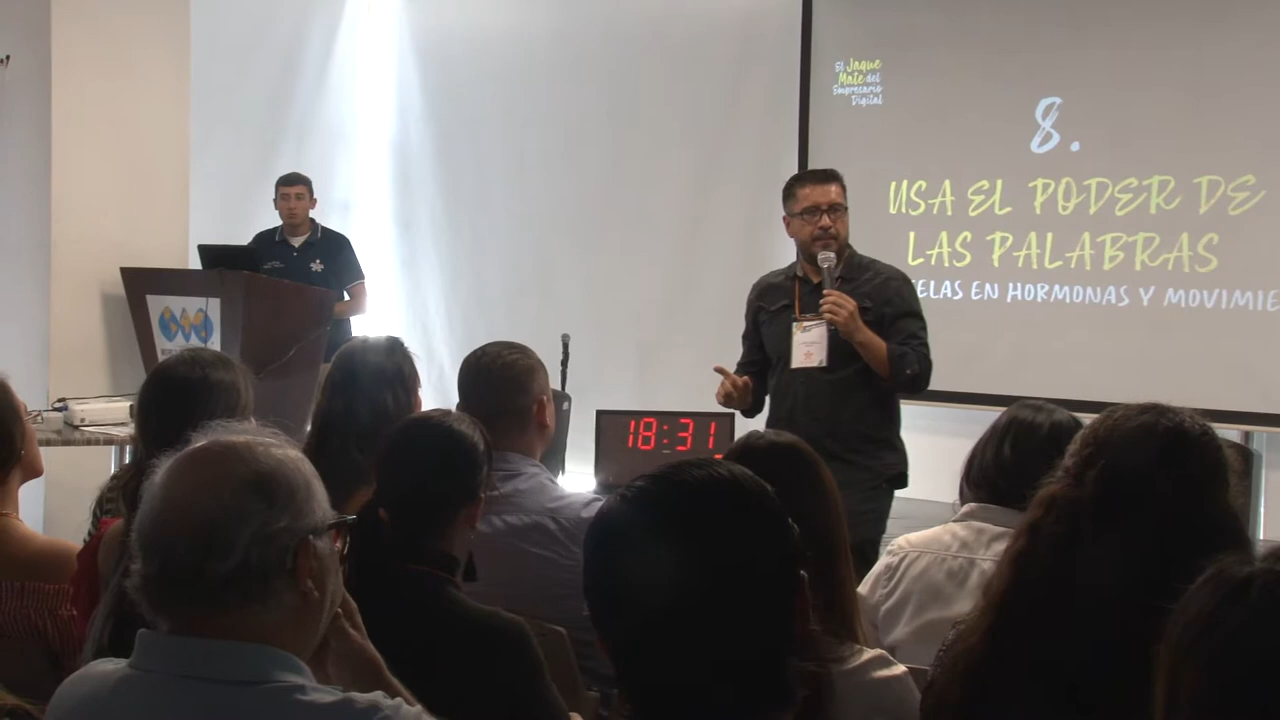 El Jaque
Mate del
Empresario
Digital
8.
USA EL PODER DE
LAS PALABRAS
ELAS EN HORMONAS Y MOVIMIE
18:31